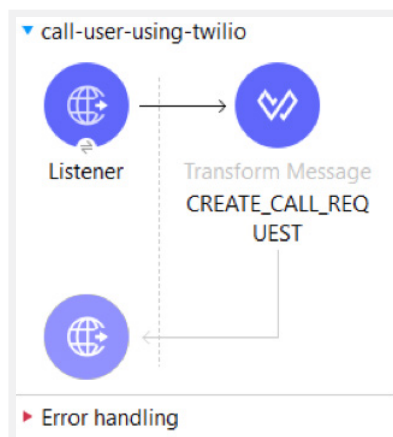 call-user-using-twilio
Listener
Transform Message
CREATE_CALL_REQ
UEST
Error handling